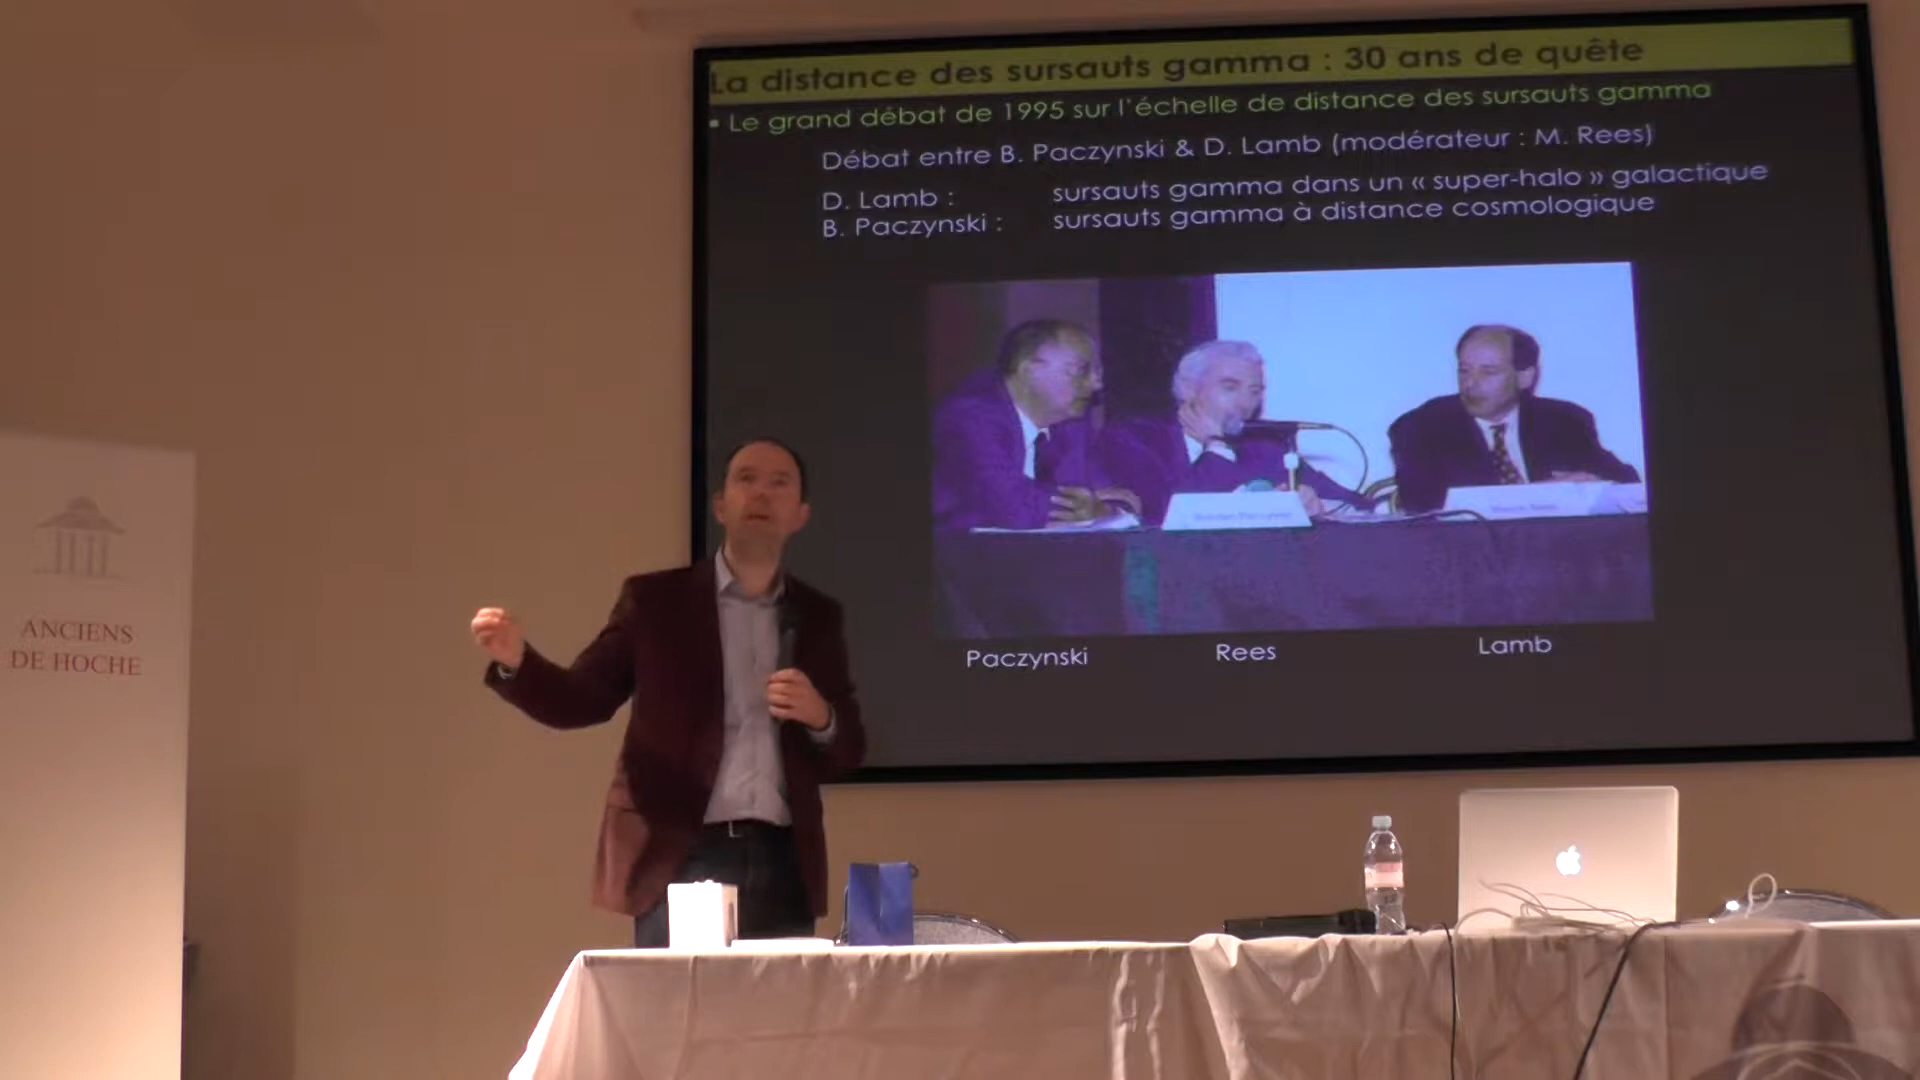 La distance des sursauts gamma : 30 ans de quête
▪ Le grand débat de 1995 sur l'échelle de distance des sursauts gamma
Débat entre B. Paczynski & D. Lamb (modérateur : M. Rees)
D. Lamb : sursauts gamma dans un « super-halo » galactique
B. Paczynski : sursauts gamma à distance cosmologique
Paczynski Rees Lamb
ANCIENS
DE HOCHE